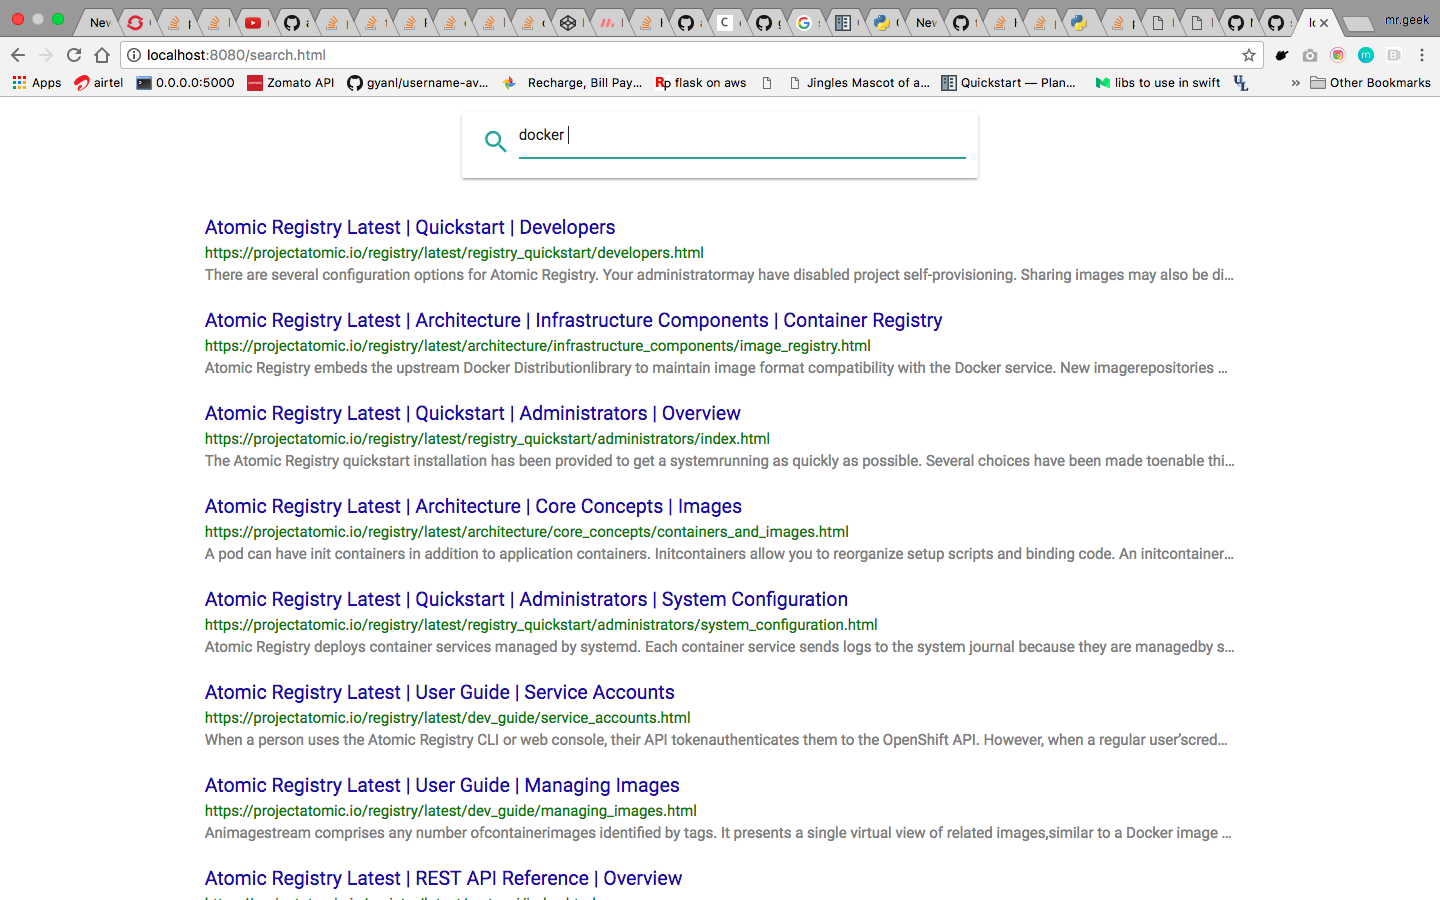 New
New
mr.geek
localhost:8080/search.html
Apps
airtel
0.0.0.0:5000
Zomato API
gyanl/username-av...
Recharge, Bill Pay...
Rp flask on aws
Jingles Mascot of a...
Quickstart — Plan...
libs to use in swift
UL
»
Other Bookmarks
docker
Atomic Registry Latest | Quickstart | Developers
https://projectatomic.io/registry/latest/registry_quickstart/developers.html
There are several configuration options for Atomic Registry. Your administratormay have disabled project self-provisioning. Sharing images may also be di...
Atomic Registry Latest | Architecture | Infrastructure Components | Container Registry
https://projectatomic.io/registry/latest/architecture/infrastructure_components/image_registry.html
Atomic Registry embeds the upstream Docker Distributionlibrary to maintain image format compatibility with the Docker service. New imagerepositories ...
Atomic Registry Latest | Quickstart | Administrators | Overview
https://projectatomic.io/registry/latest/registry_quickstart/administrators/index.html
The Atomic Registry quickstart installation has been provided to get a systemrunning as quickly as possible. Several choices have been made toenable thi...
Atomic Registry Latest | Architecture | Core Concepts | Images
https://projectatomic.io/registry/latest/architecture/core_concepts/containers_and_images.html
A pod can have init containers in addition to application containers. Initcontainers allow you to reorganize setup scripts and binding code. An initcontainer...
Atomic Registry Latest | Quickstart | Administrators | System Configuration
https://projectatomic.io/registry/latest/registry_quickstart/administrators/system_configuration.html
Atomic Registry deploys container services managed by systemd. Each container service sends logs to the system journal because they are managedby s...
Atomic Registry Latest | User Guide | Service Accounts
https://projectatomic.io/registry/latest/dev_guide/service_accounts.html
When a person uses the Atomic Registry CLI or web console, their API tokenauthenticates them to the OpenShift API. However, when a regular user'scred...
Atomic Registry Latest | User Guide | Managing Images
https://projectatomic.io/registry/latest/dev_guide/managing_images.html
Animagestream comprises any number ofcontainerimages identified by tags. It presents a single virtual view of related images,similar to a Docker image ...
Atomic Registry Latest | REST API Reference | Overview